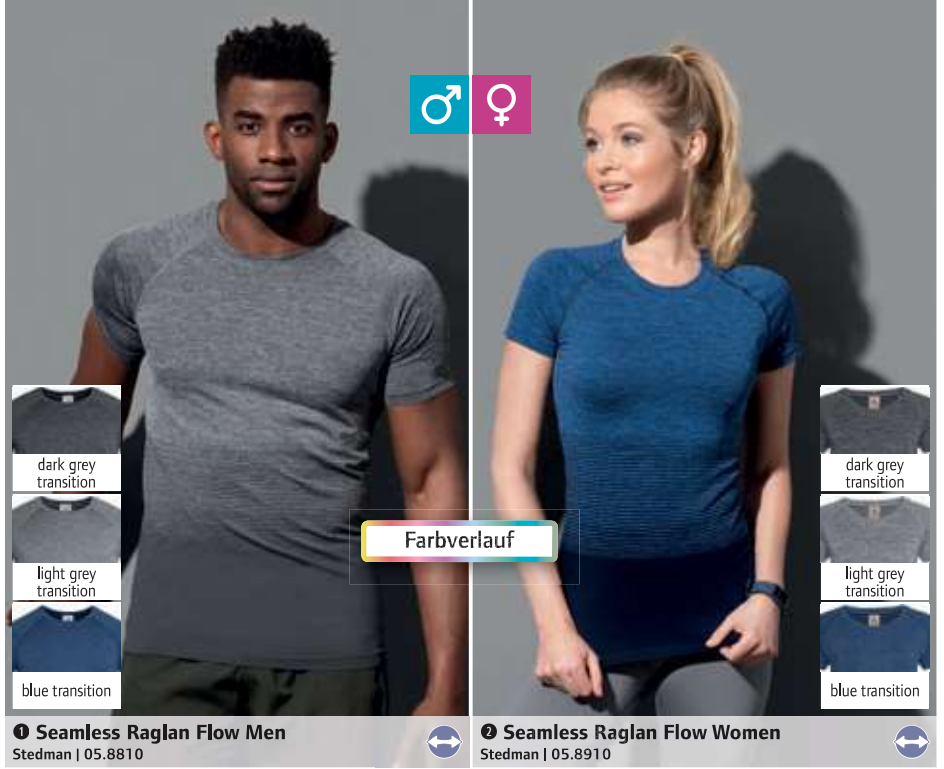 dark grey
transition
light grey
transition
blue transition
Farbverlauf
dark grey
transition
light grey
transition
blue transition
❶ Seamless Raglan Flow Men
Stedman | 05.8810
❷ Seamless Raglan Flow Women
Stedman | 05.8910